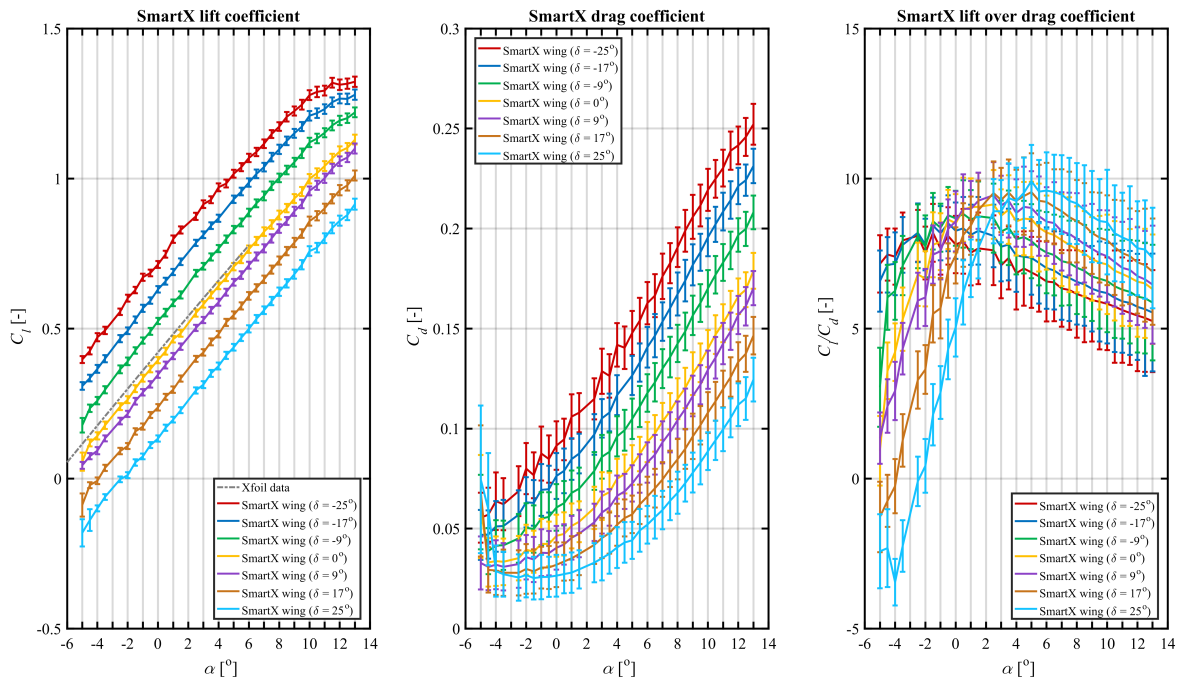 SmartX lift coefficient
1.5
1
0.5
0
-0.5
C_l [-]
-6 -4 -2 0 2 4 6 8 10 12 14
α [°]
Xfoil data
SmartX wing (δ = -25°)
SmartX wing (δ = -17°)
SmartX wing (δ = -9°)
SmartX wing (δ = 0°)
SmartX wing (δ = 9°)
SmartX wing (δ = 17°)
SmartX wing (δ = 25°)
SmartX drag coefficient
0.3
0.25
0.2
0.15
0.1
0.05
0
C_d [-]
-6 -4 -2 0 2 4 6 8 10 12 14
α [°]
SmartX wing (δ = -25°)
SmartX wing (δ = -17°)
SmartX wing (δ = -9°)
SmartX wing (δ = 0°)
SmartX wing (δ = 9°)
SmartX wing (δ = 17°)
SmartX wing (δ = 25°)
SmartX lift over drag coefficient
15
10
5
0
-5
C_l/C_d [-]
-6 -4 -2 0 2 4 6 8 10 12 14
α [°]
SmartX wing (δ = -25°)
SmartX wing (δ = -17°)
SmartX wing (δ = -9°)
SmartX wing (δ = 0°)
SmartX wing (δ = 9°)
SmartX wing (δ = 17°)
SmartX wing (δ = 25°)